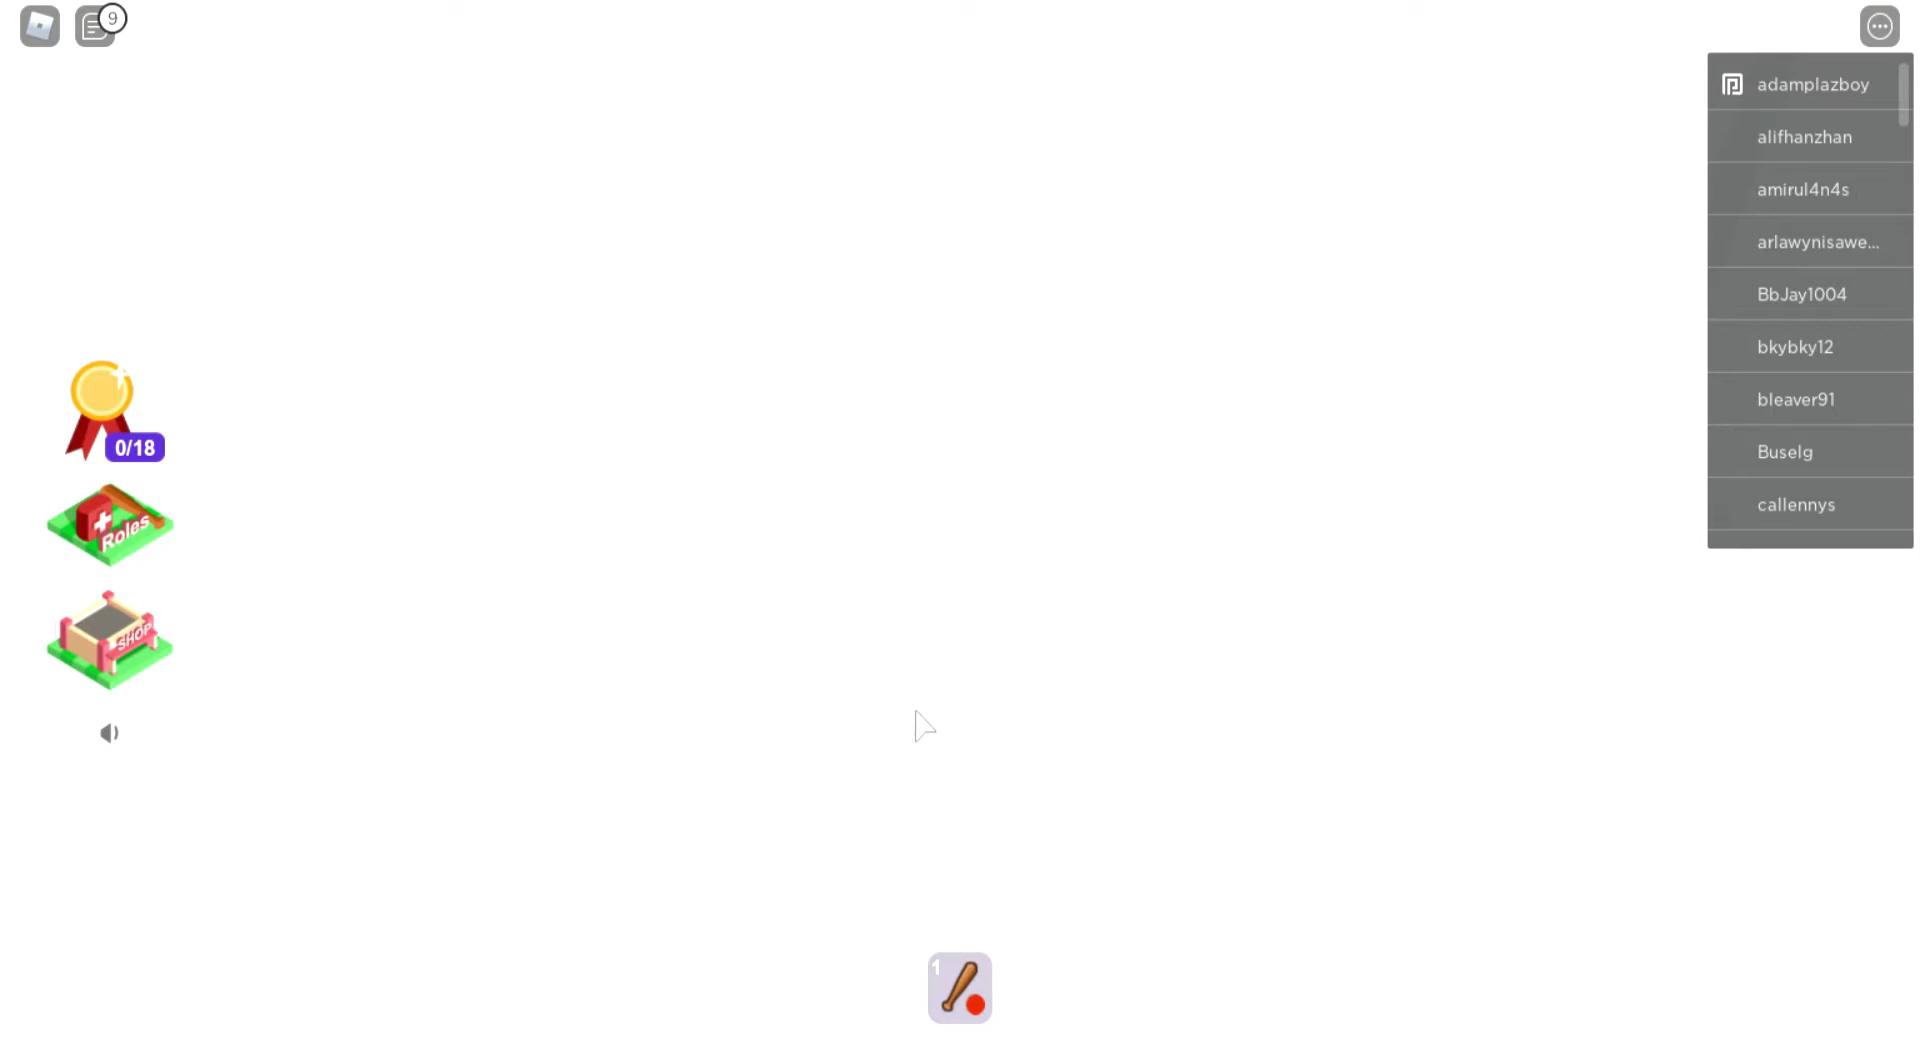 9
adamplazboy
alifhanzhan
amirul4n4s
arlawynisawe...
BbJay1004
bkybky12
bleaver91
Buselg
callennys
0/18
Roles
SHOP
1